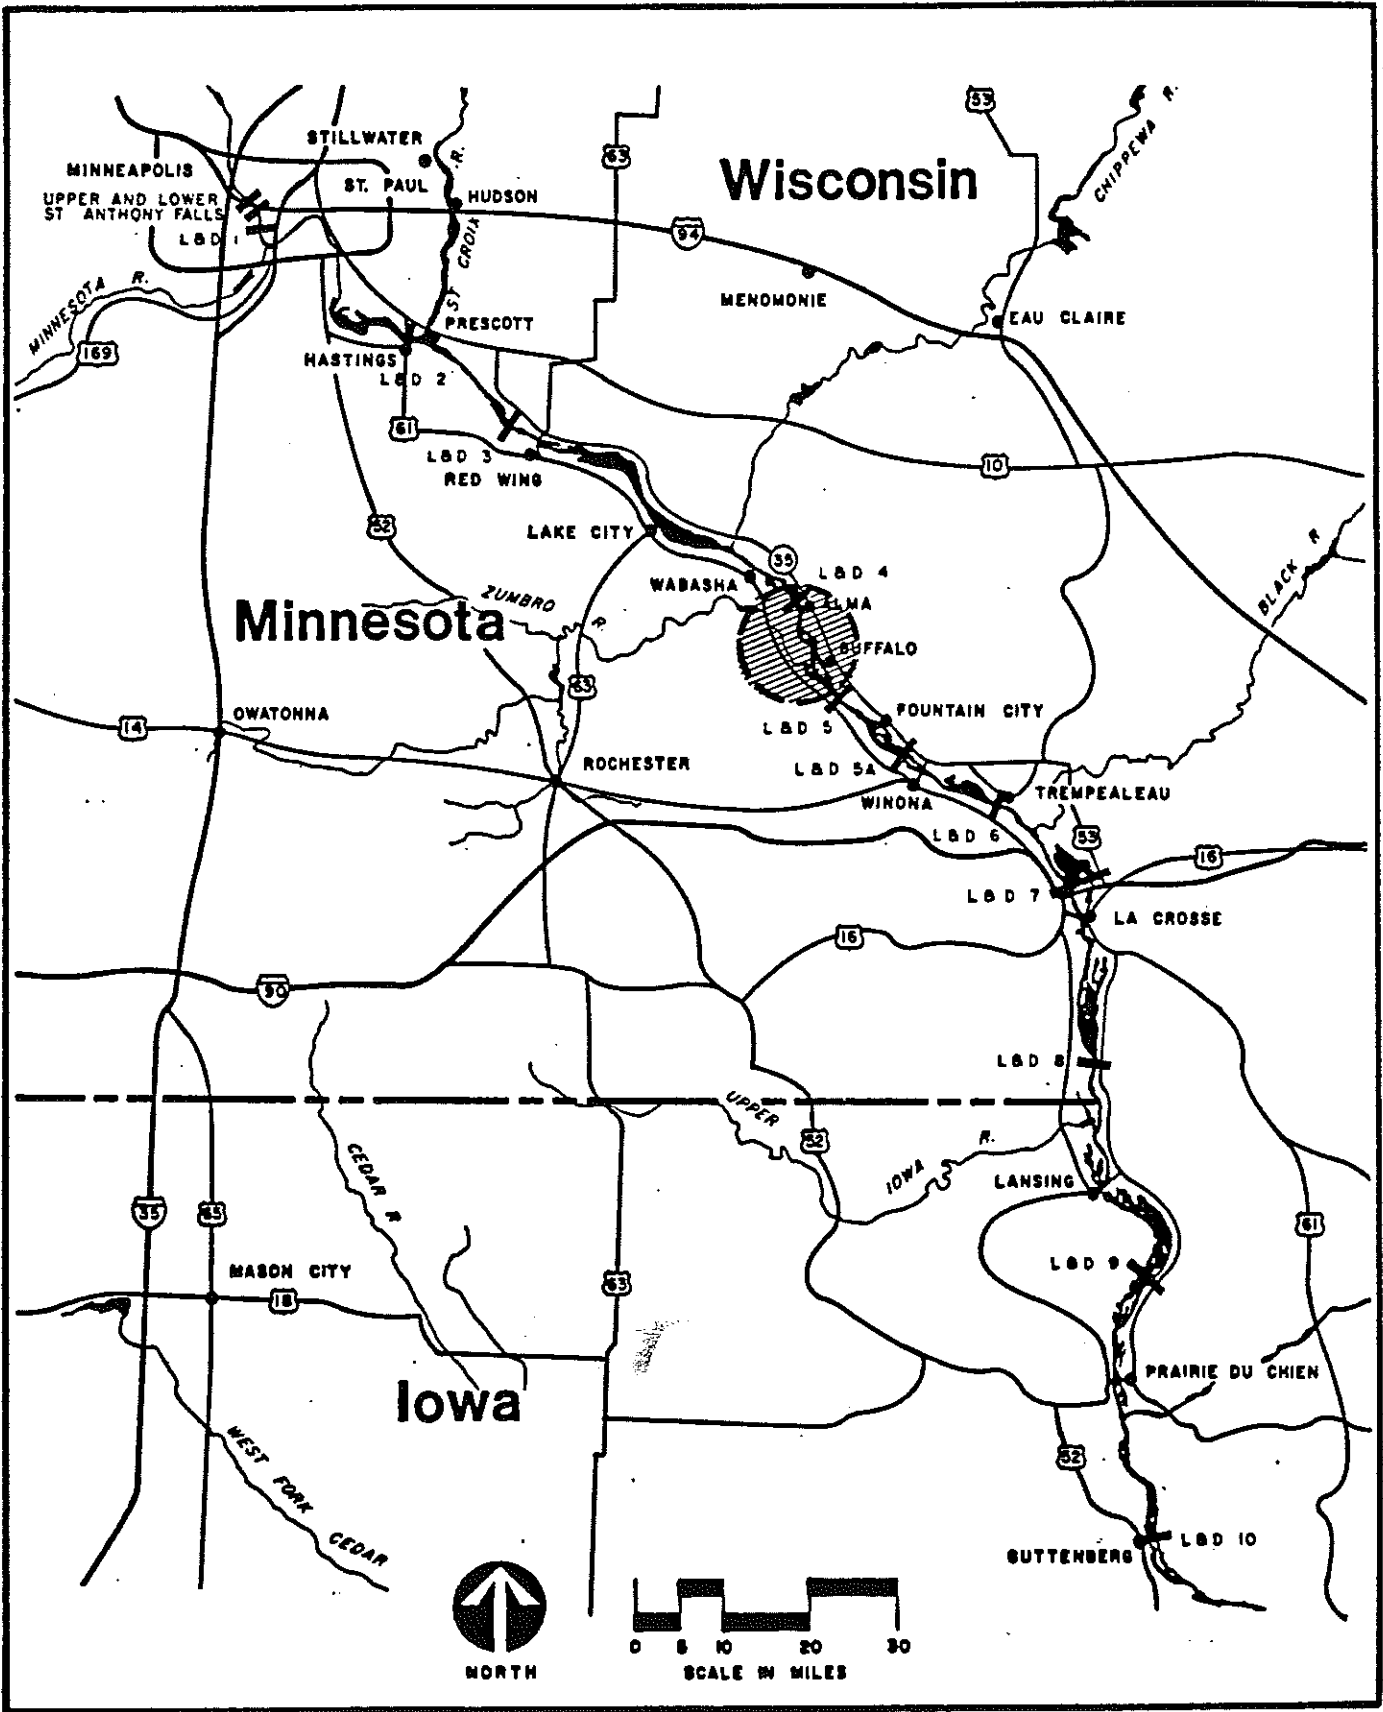 53
CHIPPEWA R.
STILLWATER
R.
63
Wisconsin
MINNEAPOLIS
ST. PAUL
UPPER AND LOWER
ST ANTHONY FALLS
HUDSON
L&D 1
94
ST CROIX
MINNESOTA R.
MENOMONIE
PRESCOTT
EAU CLAIRE
169
HASTINGS
L&D 2
61
L&D 3
RED WING
10
52
LAKE CITY
BLACK R
35
L&D 4
WABASHA
ALMA
ZUMBRO R.
Minnesota
BUFFALO
63
OWATONNA
14
FOUNTAIN CITY
L&D 5
ROCHESTER
L&D 5A
TREMPEALEAU
WINONA
L&D 6
53
16
L&D 7
LA CROSSE
16
90
L&D 8
UPPER
52
IOWA R.
CEDAR R
LANSING
35
65
61
L&D 9
MASON CITY
63
18
PRAIRIE DU CHIEN
Iowa
WEST FORK CEDAR
52
L&D 10
GUTTENBERG
NORTH
0 5 10 20 30
SCALE IN MILES